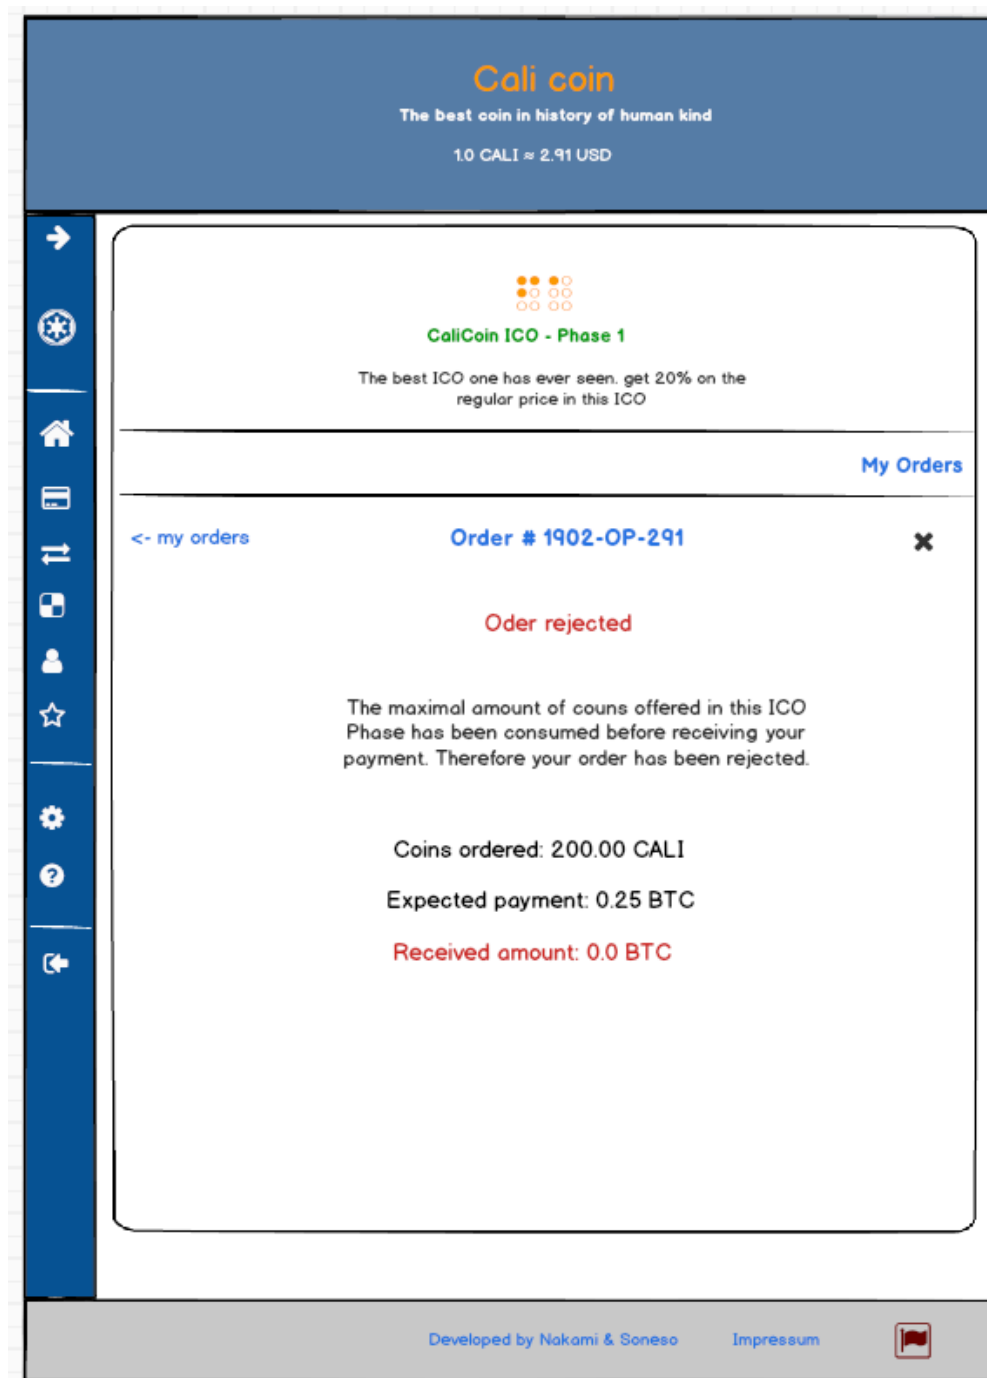 Cali coin
The best coin in history of human kind
1.0 CALI ≈ 2.91 USD
CaliCoin ICO - Phase 1
The best ICO one has ever seen. get 20% on the
regular price in this ICO
My Orders
<- my orders
Order # 1902-OP-291
Oder rejected
The maximal amount of couns offered in this ICO
Phase has been consumed before receiving your
payment. Therefore your order has been rejected.
Coins ordered: 200.00 CALI
Expected payment: 0.25 BTC
Received amount: 0.0 BTC
Developed by Nakami & Soneso
Impressum